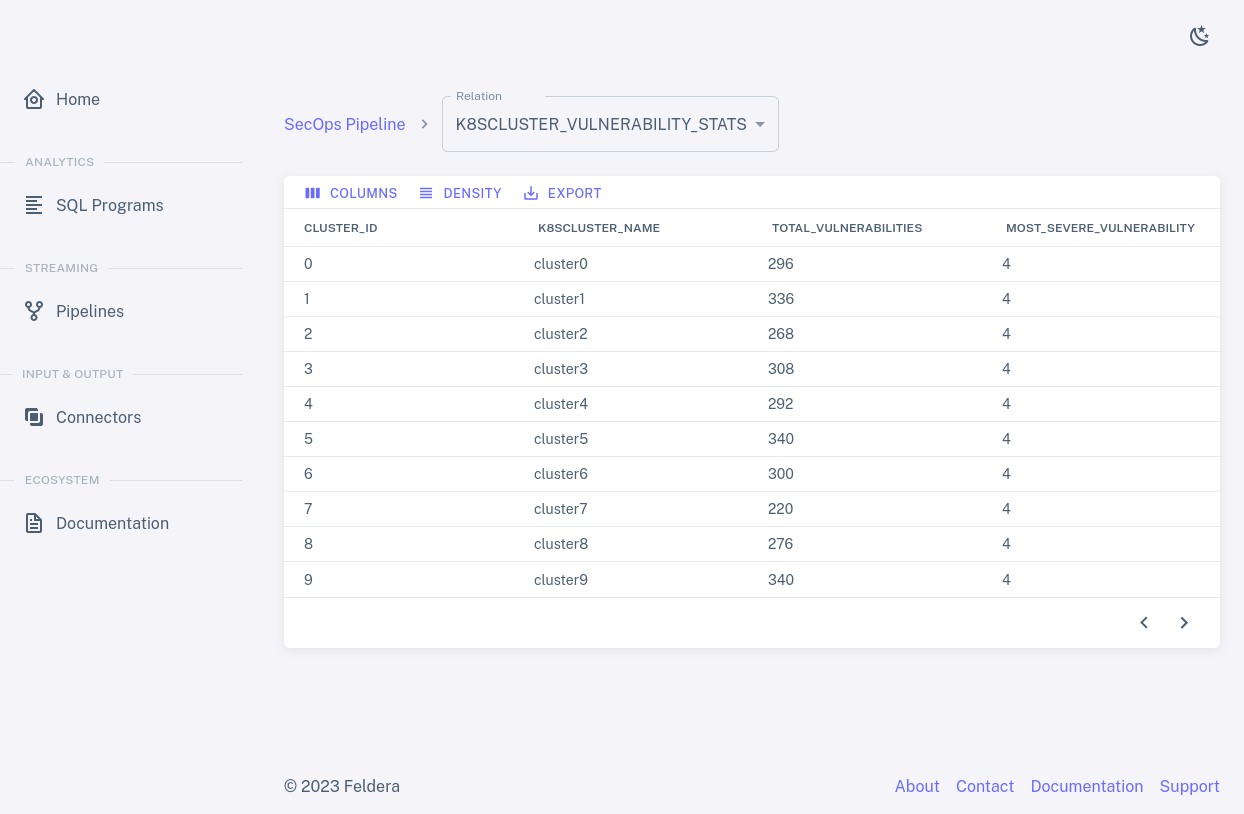 Home
ANALYTICS
SQL Programs
STREAMING
Pipelines
INPUT & OUTPUT
Connectors
ECOSYSTEM
Documentation
Relation
SecOps Pipeline > K8SCLUSTER_VULNERABILITY_STATS
COLUMNS DENSITY EXPORT
CLUSTER_ID K8SCLUSTER_NAME TOTAL_VULNERABILITIES MOST_SEVERE_VULNERABILITY
0 cluster0 296 4
1 cluster1 336 4
2 cluster2 268 4
3 cluster3 308 4
4 cluster4 292 4
5 cluster5 340 4
6 cluster6 300 4
7 cluster7 220 4
8 cluster8 276 4
9 cluster9 340 4
© 2023 Feldera About Contact Documentation Support